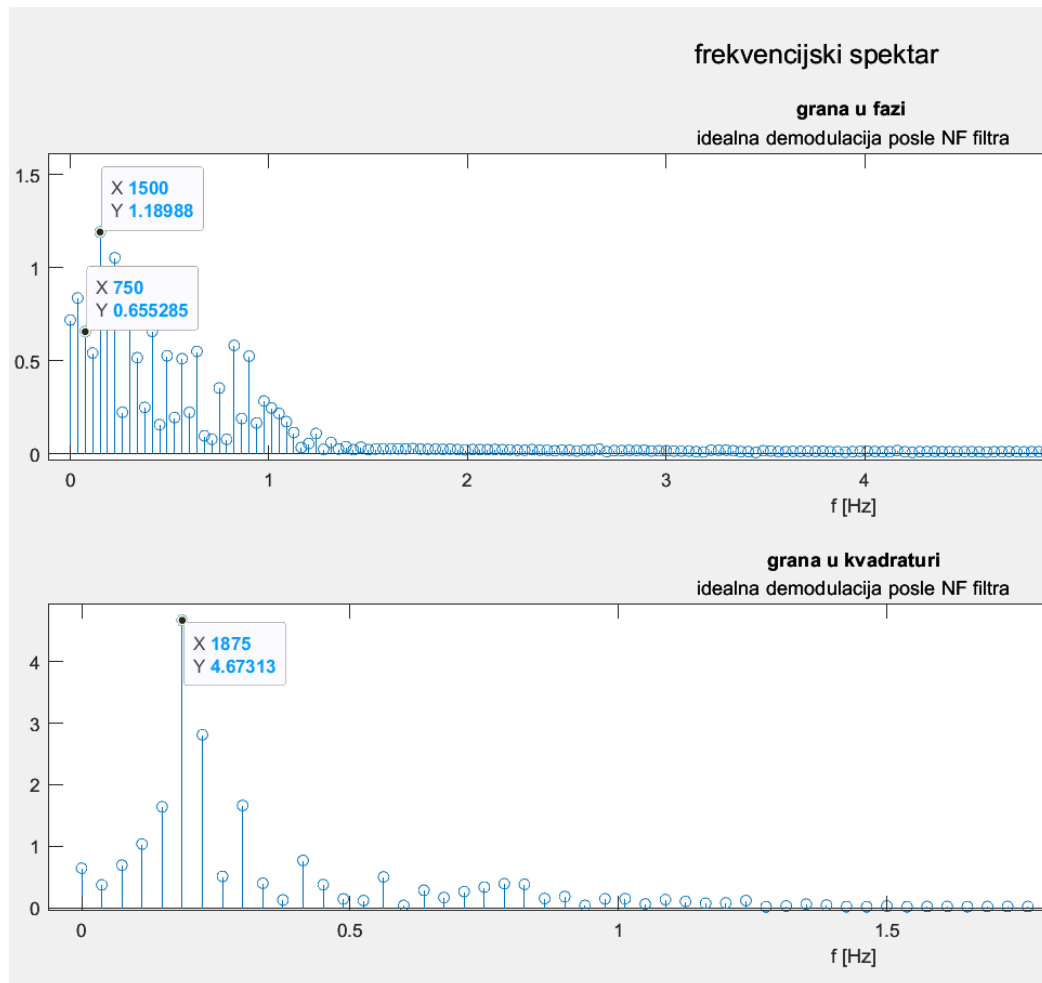 frekvencijski spektar
grana u fazi
idealna demodulacija posle NF filtra
1.5
1
0.5
0
X 1500
Y 1.18988
X 750
Y 0.655285
0 1 2 3 4
f [Hz]
grana u kvadraturi
idealna demodulacija posle NF filtra
4
3
2
1
0
X 1875
Y 4.67313
0 0.5 1 1.5
f [Hz]